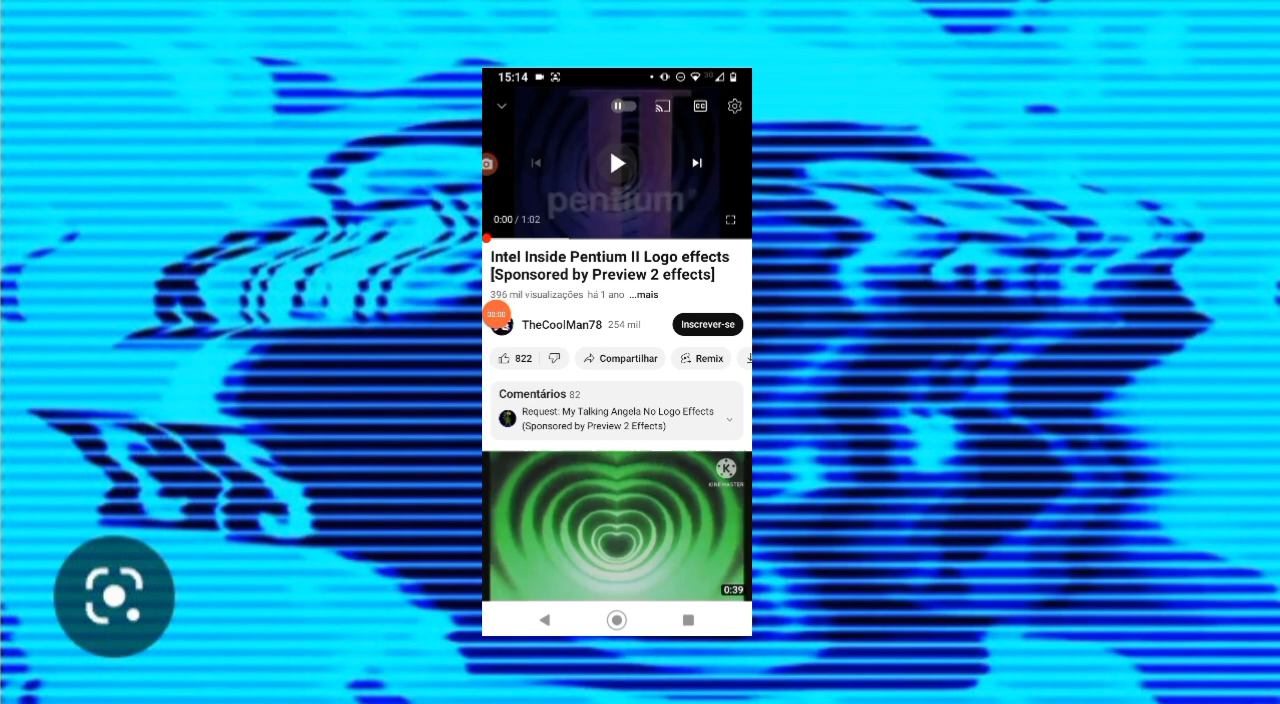 15:14
3G
CC
pentium
0:00 / 1:02
Intel Inside Pentium II Logo effects
[Sponsored by Preview 2 effects]
396 mil visualizações há 1 ano ...mais
00:00
TheCoolMan78 254 mil
Inscrever-se
822
Compartilhar
Remix
Comentários 82
Request: My Talking Angela No Logo Effects
(Sponsored by Preview 2 Effects)
K
KINEMASTER
0:39